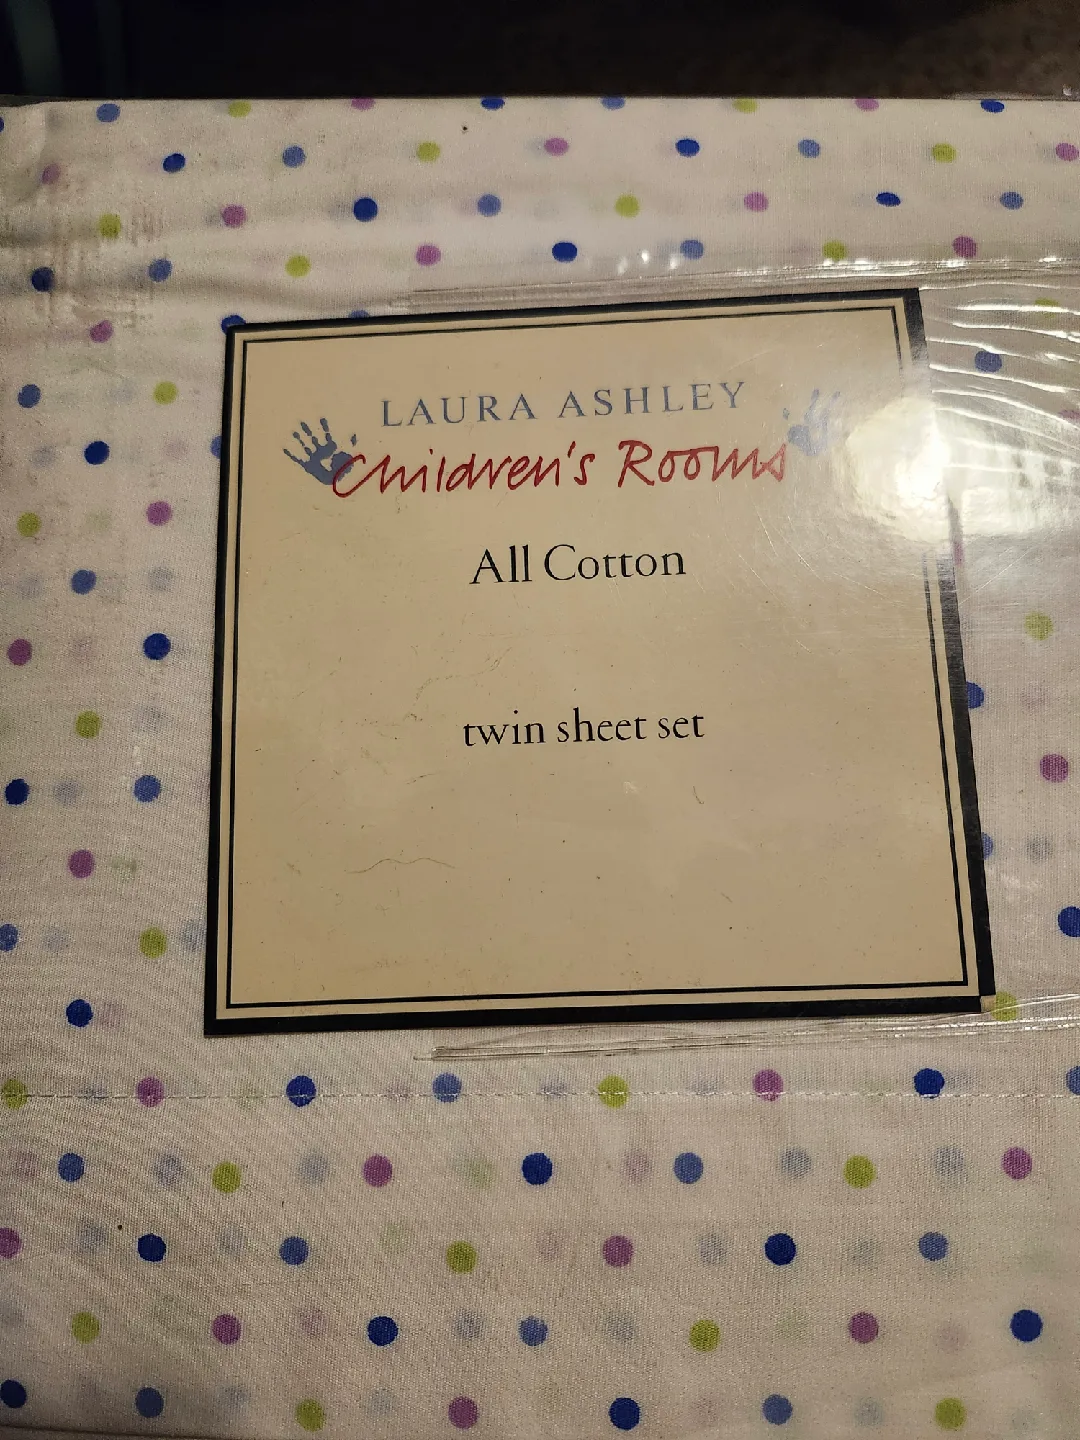 LAURA ASHLEY
Children's Rooms
All Cotton
twin sheet set